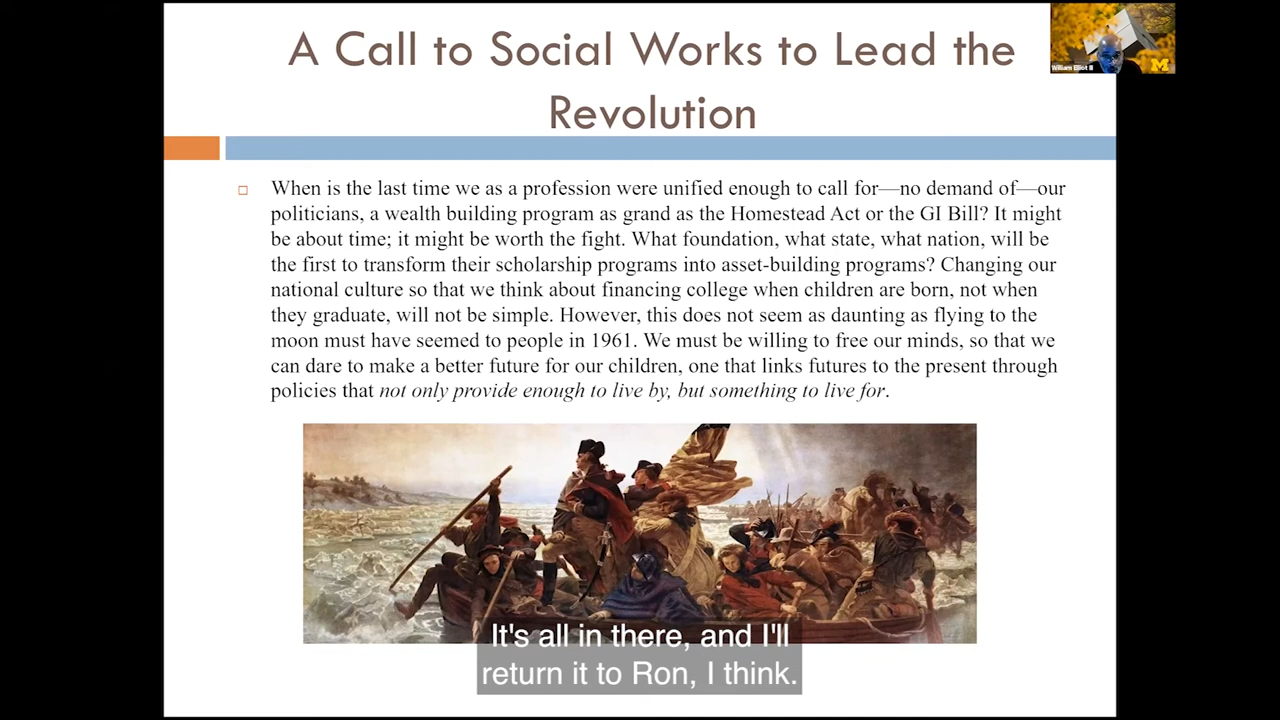 A Call to Social Works to Lead the
Revolution
William Elliot II
M
When is the last time we as a profession were unified enough to call for—no demand of—our
politicians, a wealth building program as grand as the Homestead Act or the GI Bill? It might
be about time; it might be worth the fight. What foundation, what state, what nation, will be
the first to transform their scholarship programs into asset-building programs? Changing our
national culture so that we think about financing college when children are born, not when
they graduate, will not be simple. However, this does not seem as daunting as flying to the
moon must have seemed to people in 1961. We must be willing to free our minds, so that we
can dare to make a better future for our children, one that links futures to the present through
policies that not only provide enough to live by, but something to live for.
It's all in there, and I'll
return it to Ron, I think.